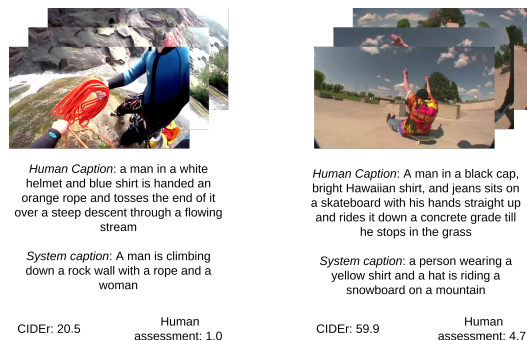 Human Caption: a man in a white
helmet and blue shirt is handed an
orange rope and tosses the end of it
over a steep descent through a flowing
stream
System caption: A man is climbing
down a rock wall with a rope and a
woman
CIDEr: 20.5
Human
assessment: 1.0
Human Caption: A man in a black cap,
bright Hawaiian shirt, and jeans sits on
a skateboard with his hands straight up
and rides it down a concrete grade till
he stops in the grass
System caption: a person wearing a
yellow shirt and a hat is riding a
snowboard on a mountain
CIDEr: 59.9
Human
assessment: 4.7